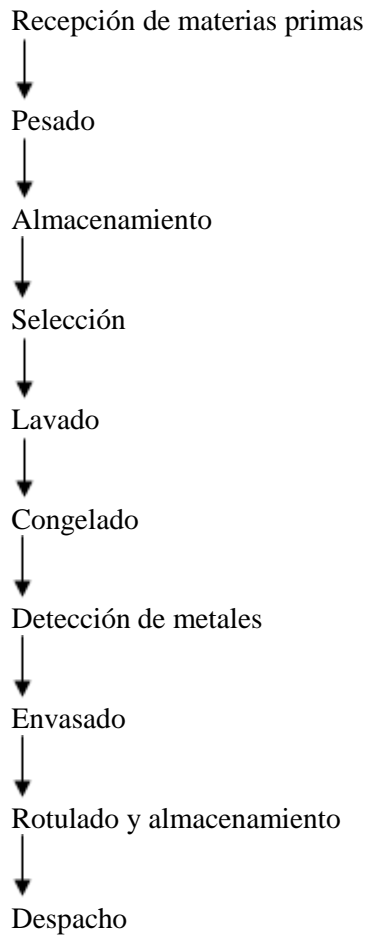 Recepción de materias primas
Pesado
Almacenamiento
Selección
Lavado
Congelado
Detección de metales
Envasado
Rotulado y almacenamiento
Despacho